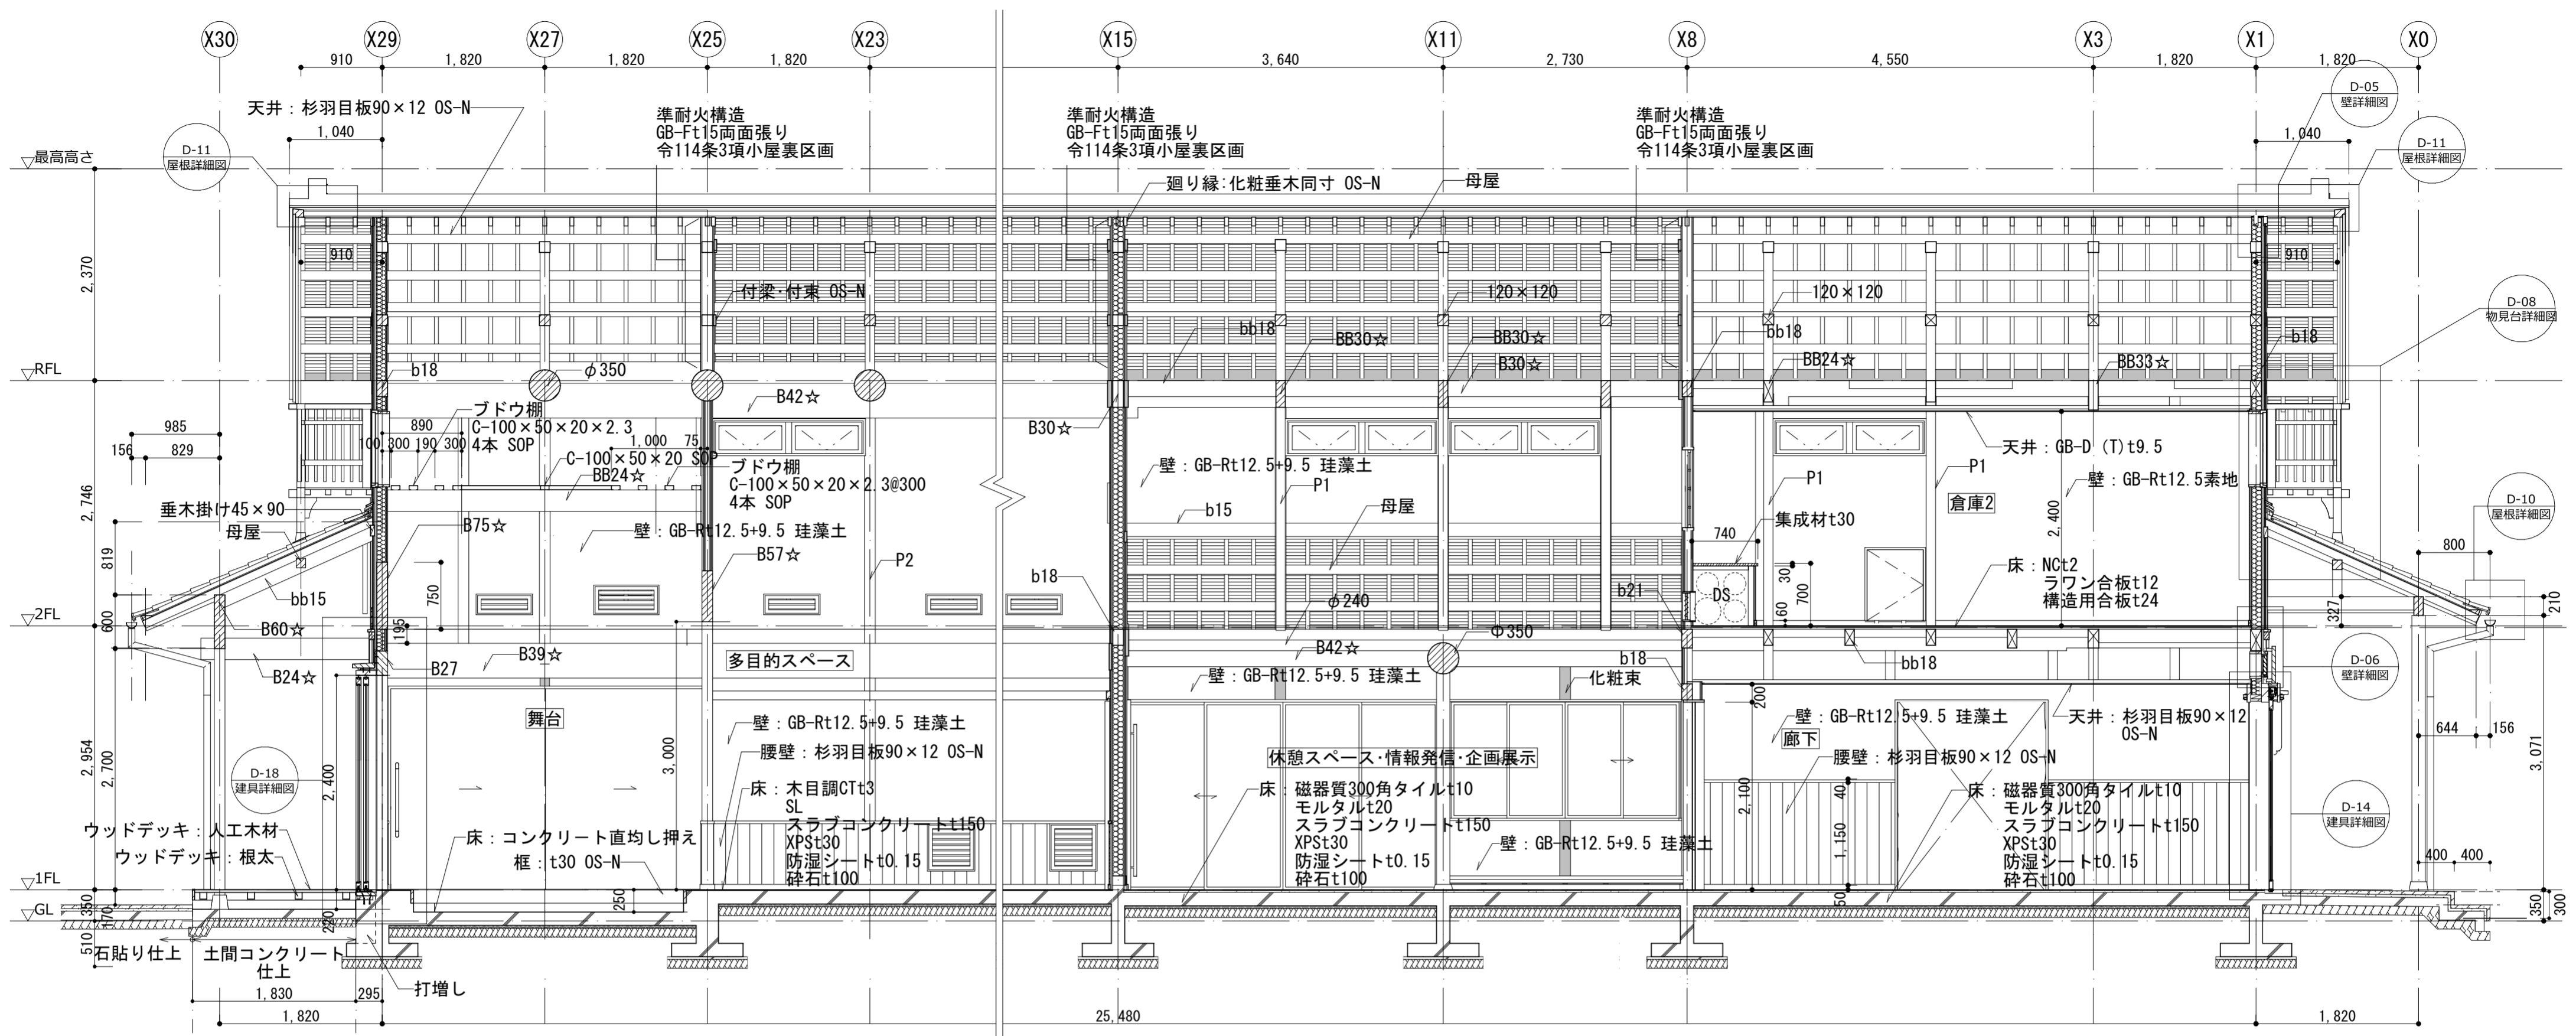 X30
X29
X27
X25
X23
X15
X11
X8
X3
X1
X0
910
1,820
1,820
1,820
3,640
2,730
4,550
1,820
1,820
天井：杉羽目板90×12 OS-N
1,040
D-11
屋根詳細図
準耐火構造
GB-Ft15両面張り
令114条3項小屋裏区画
準耐火構造
GB-Ft15両面張り
令114条3項小屋裏区画
準耐火構造
GB-Ft15両面張り
令114条3項小屋裏区画
D-05
壁詳細図
1,040
D-11
屋根詳細図
▽最高高さ
廻り縁:化粧垂木同寸 OS-N
母屋
2,370
910
910
付梁･付束 OS-N
120×120
120×120
D-08
物見台詳細図
bb18
BB30☆
BB30☆
B30☆
bb18
BB24☆
BB33☆
b18
▽RFL
b18
φ350
B42☆
B30☆
ブドウ棚
C-100×50×20×2.3
4本 SOP
985
156
829
890
100
300
190
300
1,000
75
C-100×50×20 SOP
BB24☆
ブドウ棚
C-100×50×20×2.3@300
4本 SOP
壁：GB-Rt12.5+9.5 珪藻土
P1
天井：GB-D (T)t9.5
P1
P1
壁：GB-Rt12.5素地
倉庫2
2,746
垂木掛け45×90
母屋
B75☆
壁：GB-Rt12.5+9.5 珪藻土
B57☆
P2
b15
母屋
集成材t30
740
2,400
D-10
屋根詳細図
800
819
bb15
750
b18
φ240
b21
DS
30
700
60
床：NCt2
ラワン合板t12
構造用合板t24
327
210
▽2FL
600
B60☆
195
B24☆
B27
B39☆
多目的スペース
Φ350
B42☆
壁：GB-Rt12.5+9.5 珪藻土
b18
化粧束
bb18
D-06
壁詳細図
200
舞台
壁：GB-Rt12.5+9.5 珪藻土
腰壁：杉羽目板90×12 OS-N
休憩スペース･情報発信･企画展示
壁：GB-Rt12.5+9.5 珪藻土
廊下
腰壁：杉羽目板90×12 OS-N
天井：杉羽目板90×12
OS-N
644
156
3,071
2,954
2,700
D-18
建具詳細図
2,400
3,000
床：木目調CTt3
SL
スラブコンクリートt150
XPSt30
防湿シートt0.15
砕石t100
床：磁器質300角タイルt10
モルタルt20
スラブコンクリートt150
XPSt30
防湿シートt0.15
砕石t100
壁：GB-Rt12.5+9.5 珪藻土
2,100
40
1,150
50
床：磁器質300角タイルt10
モルタルt20
スラブコンクリートt150
XPSt30
防湿シートt0.15
砕石t100
D-14
建具詳細図
ウッドデッキ：人工木材
ウッドデッキ：根太
床：コンクリート直均し押え
框：t30 OS-N
400
400
▽1FL
▽GL
350
170
510
220
250
350
300
石貼り仕上
土間コンクリート
仕上
打増し
1,830
295
1,820
25,480
1,820